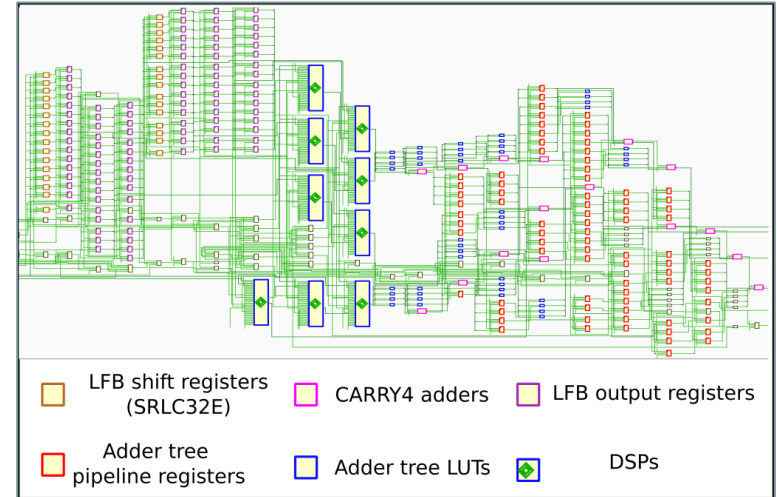 LFB shift registers
(SRLC32E)
CARRY4 adders
LFB output registers
Adder tree
pipeline registers
Adder tree LUTs
DSPs